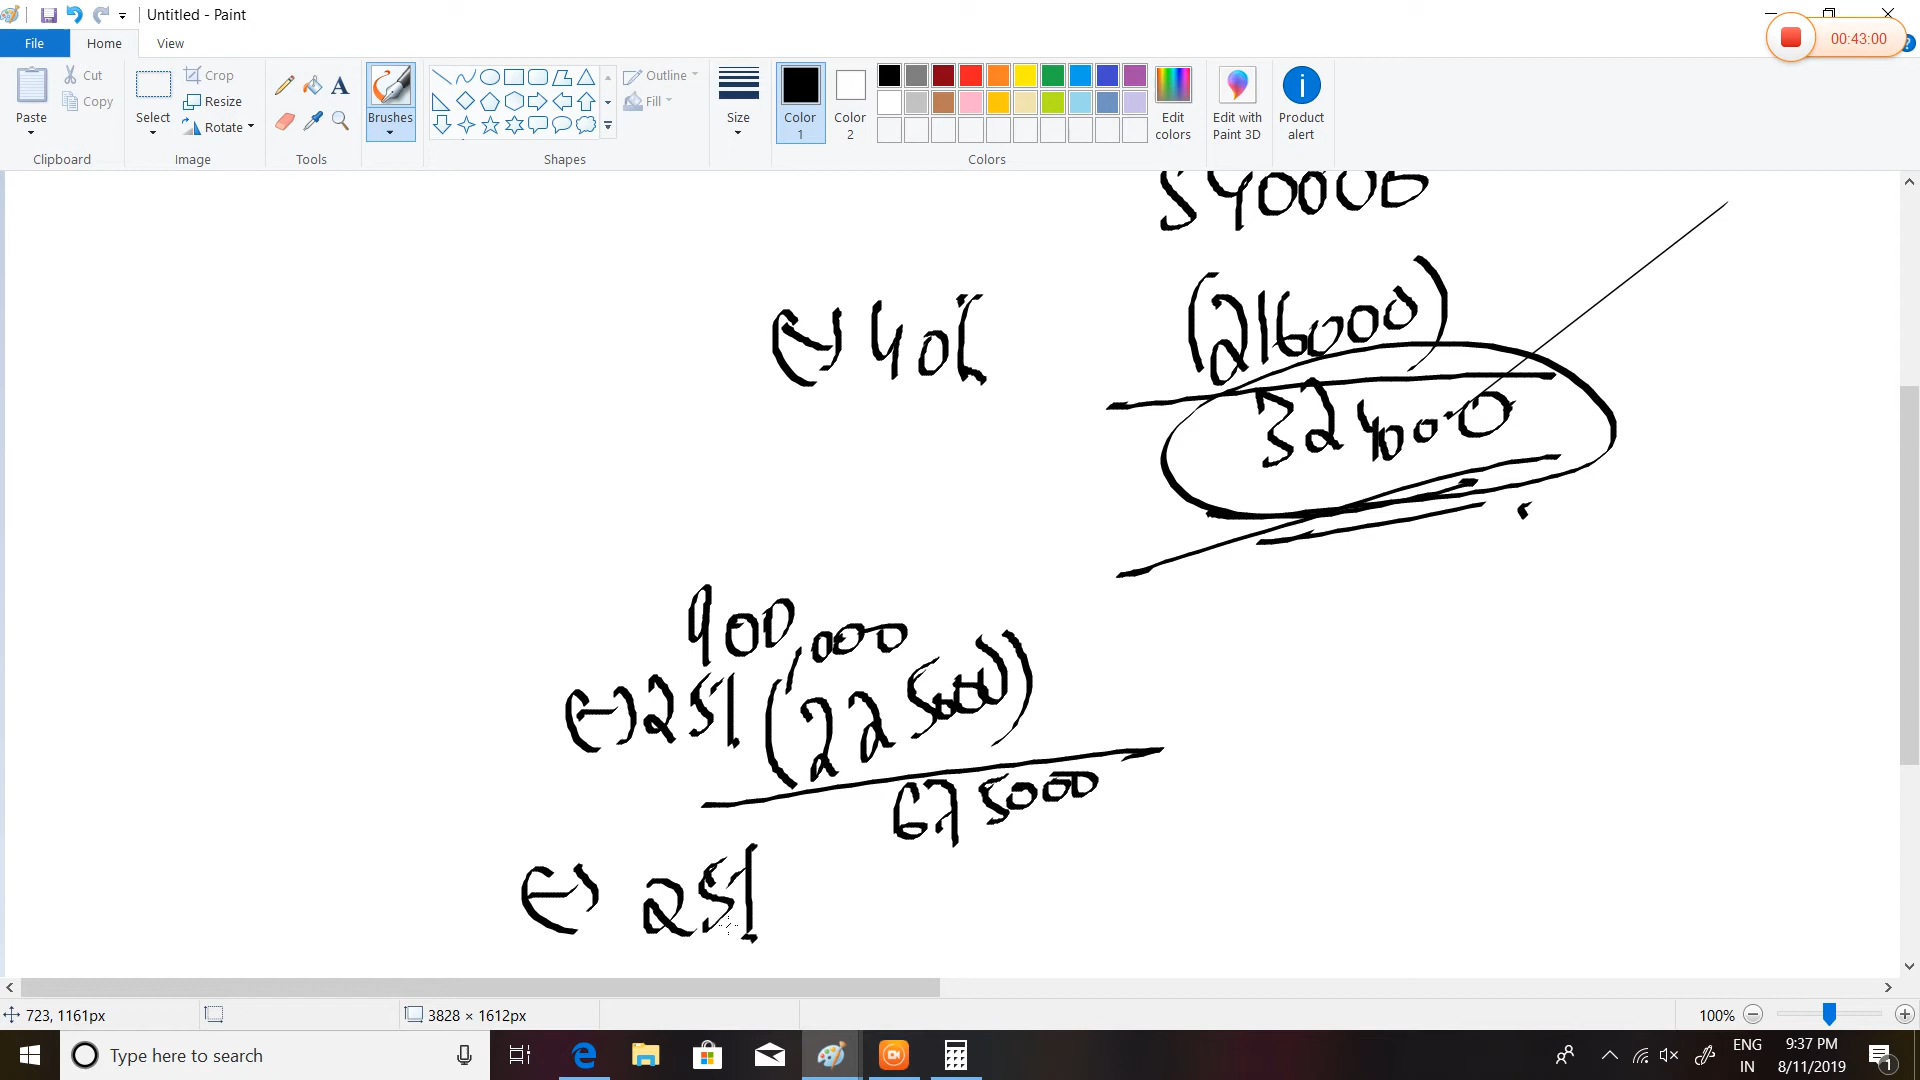 Untitled - Paint
00:43:00
File Home View
Paste
Cut
Copy
Clipboard
Select
Crop
Resize
Rotate
Image
A
Tools
Brushes
Outline
Fill
Shapes
Size
Color 1
Color 2
Colors
Edit colors
Edit with Paint 3D
Product alert
540000
(-) 40% (216000)
324000
900,000
(-) 25% (225000)
675000
(-) 25%
723, 1161px
3828 × 1612px
100%
Type here to search
ENG
IN
9:37 PM
8/11/2019
1